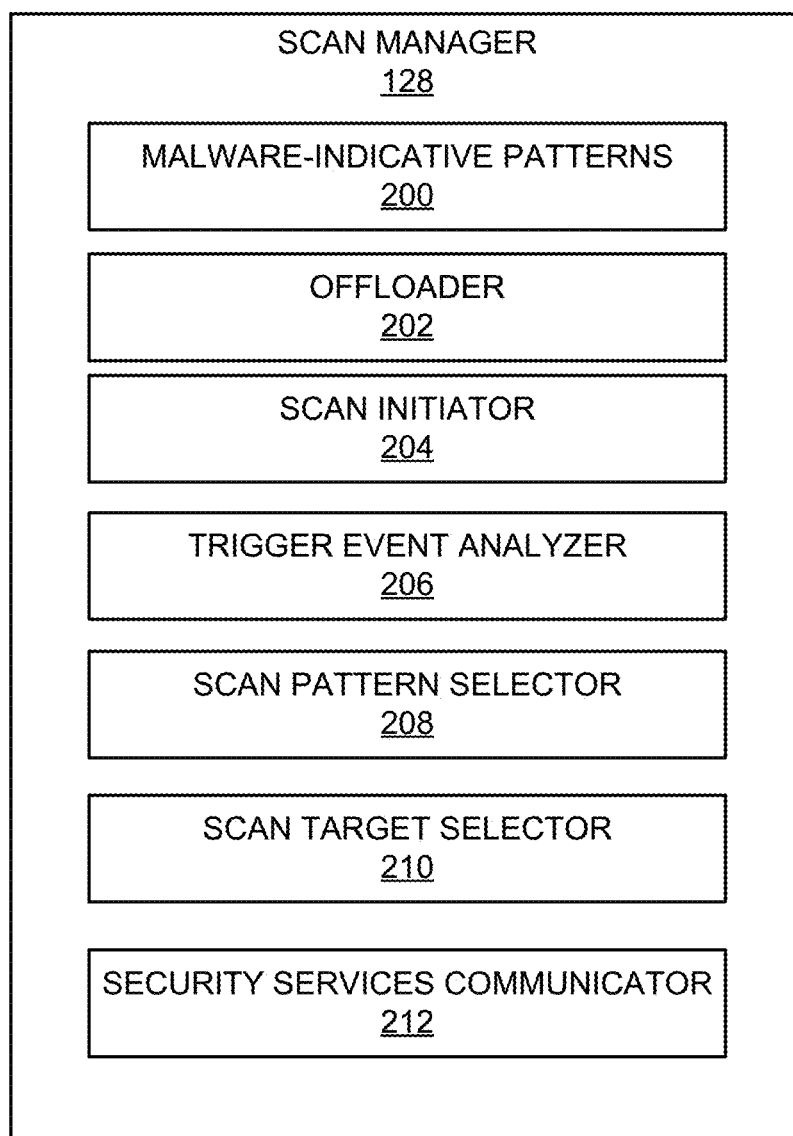 SCAN MANAGER
128
MALWARE-INDICATIVE PATTERNS
200
OFFLOADER
202
SCAN INITIATOR
204
TRIGGER EVENT ANALYZER
206
SCAN PATTERN SELECTOR
208
SCAN TARGET SELECTOR
210
SECURITY SERVICES COMMUNICATOR
212